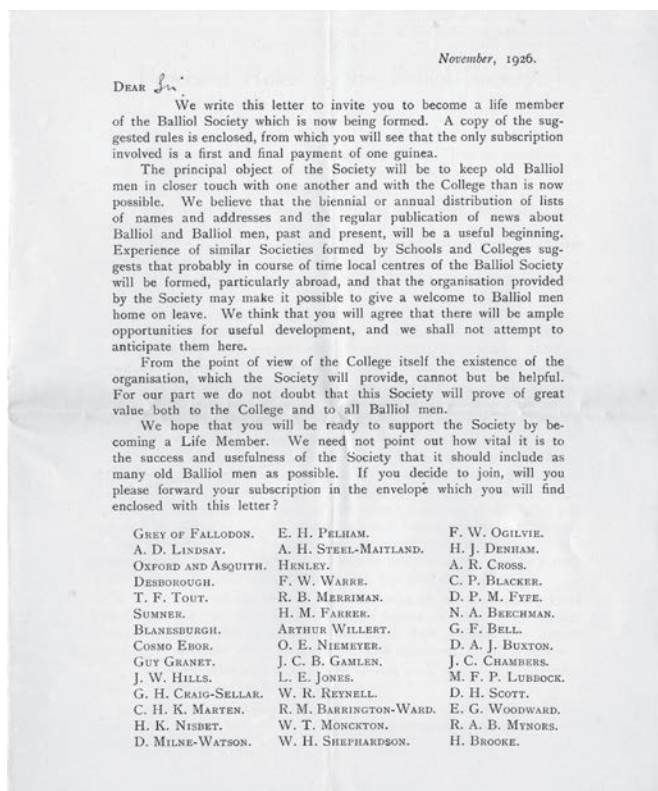 November, 1926.
DEAR Sir
We write this letter to invite you to become a life member
of the Balliol Society which is now being formed. A copy of the sug-
gested rules is enclosed, from which you will see that the only subscription
involved is a first and final payment of one guinea.
The principal object of the Society will be to keep old Balliol
men in closer touch with one another and with the College than is now
possible. We believe that the biennial or annual distribution of lists
of names and addresses and the regular publication of news about
Balliol and Balliol men, past and present, will be a useful beginning.
Experience of similar Societies formed by Schools and Colleges sug-
gests that probably in course of time local centres of the Balliol Society
will be formed, particularly abroad, and that the organisation provided
by the Society may make it possible to give a welcome to Balliol men
home on leave. We think that you will agree that there will be ample
opportunities for useful development, and we shall not attempt to
anticipate them here.
From the point of view of the College itself the existence of the
organisation, which the Society will provide, cannot but be helpful.
For our part we do not doubt that this Society will prove of great
value both to the College and to all Balliol men.
We hope that you will be ready to support the Society by be-
coming a Life Member. We need not point out how vital it is to
the success and usefulness of the Society that it should include as
many old Balliol men as possible. If you decide to join, will you
please forward your subscription in the envelope which you will find
enclosed with this letter?
GREY OF FALLODON. E. H. PELHAM. F. W. OGILVIE.
A. D. LINDSAY. A. H. STEEL-MAITLAND. H. J. DENHAM.
OXFORD AND ASQUITH. HENLEY. A. R. CROSS.
DESBOROUGH. F. W. WARRE. C. P. BLACKER.
T. F. TOUT. R. B. MERRIMAN. D. P. M. FYFE.
SUMNER. H. M. FARRER. N. A. BEECHMAN.
BLANESBURGH. ARTHUR WILLERT. G. F. BELL.
COSMO EBOR. O. E. NIEMEYER. D. A. J. BUXTON.
GUY GRANET. J. C. B. GAMLEN. J. C. CHAMBERS.
J. W. HILLS. L. E. JONES. M. F. P. LUBBOCK.
G. H. CRAIG-SELLAR. W. R. REYNELL. D. H. SCOTT.
C. H. K. MARTEN. R. M. BARRINGTON-WARD. E. G. WOODWARD.
H. K. NISBET. W. T. MONCKTON. R. A. B. MYNORS.
D. MILNE-WATSON. W. H. SHEPHARDSON. H. BROOKE.